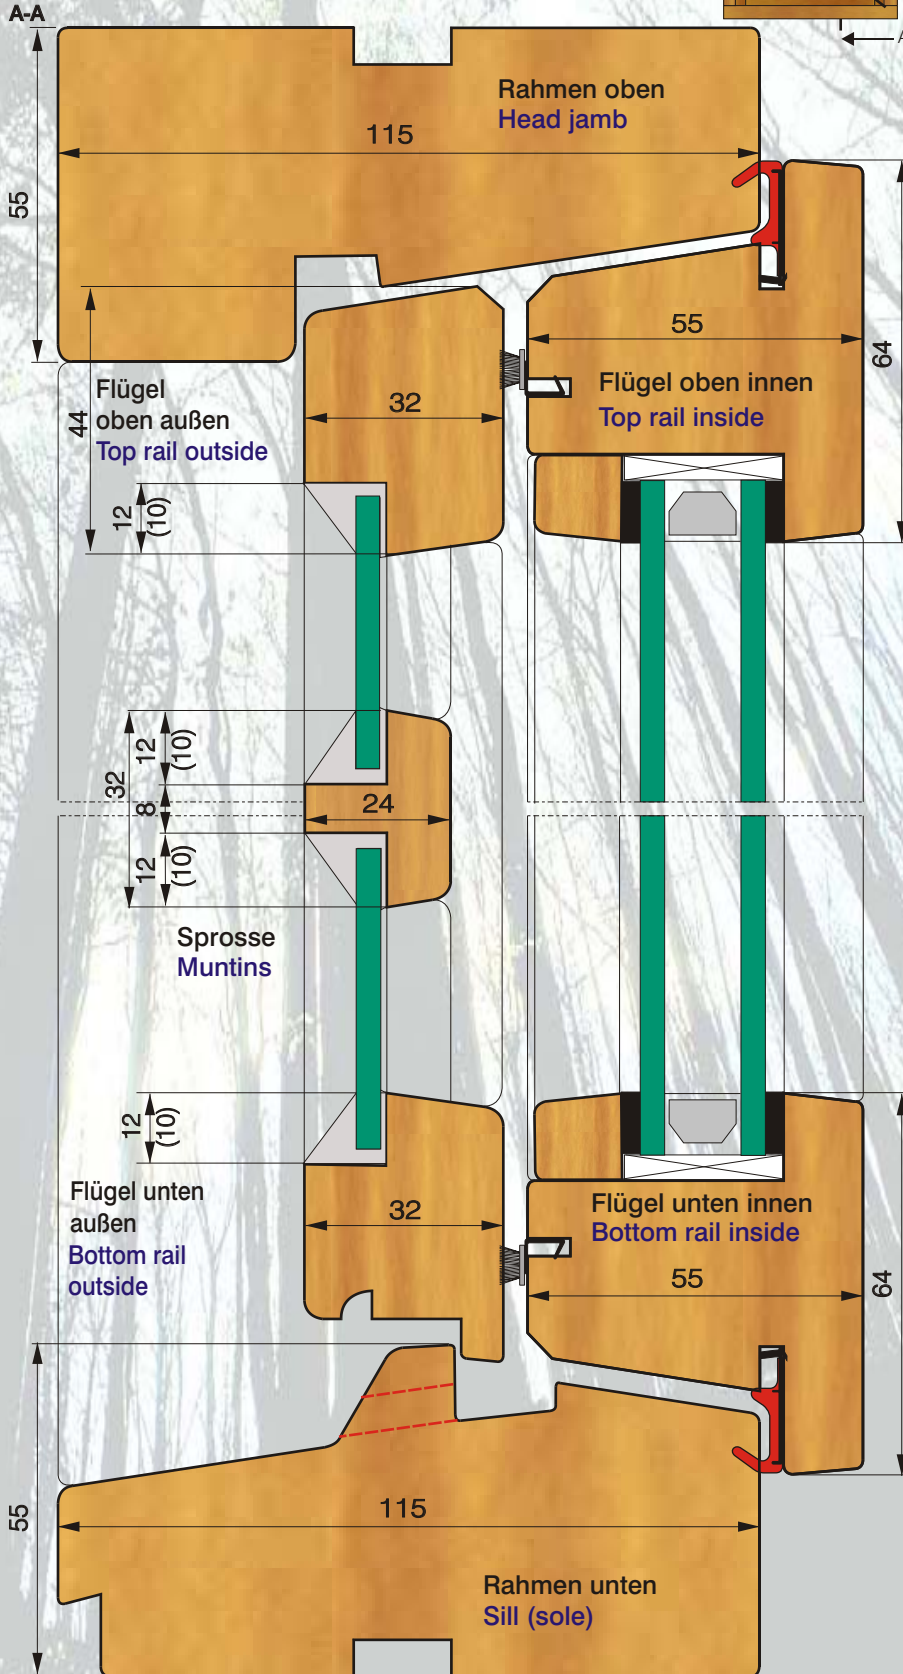 A-A
A
Rahmen oben
Head jamb
115
55
55
64
Flügel
oben außen
Top rail outside
44
32
Flügel oben innen
Top rail inside
12
(10)
12
(10)
32
8
24
12
(10)
Sprosse
Muntins
12
(10)
Flügel unten
außen
Bottom rail
outside
32
Flügel unten innen
Bottom rail inside
55
64
55
115
Rahmen unten
Sill (sole)